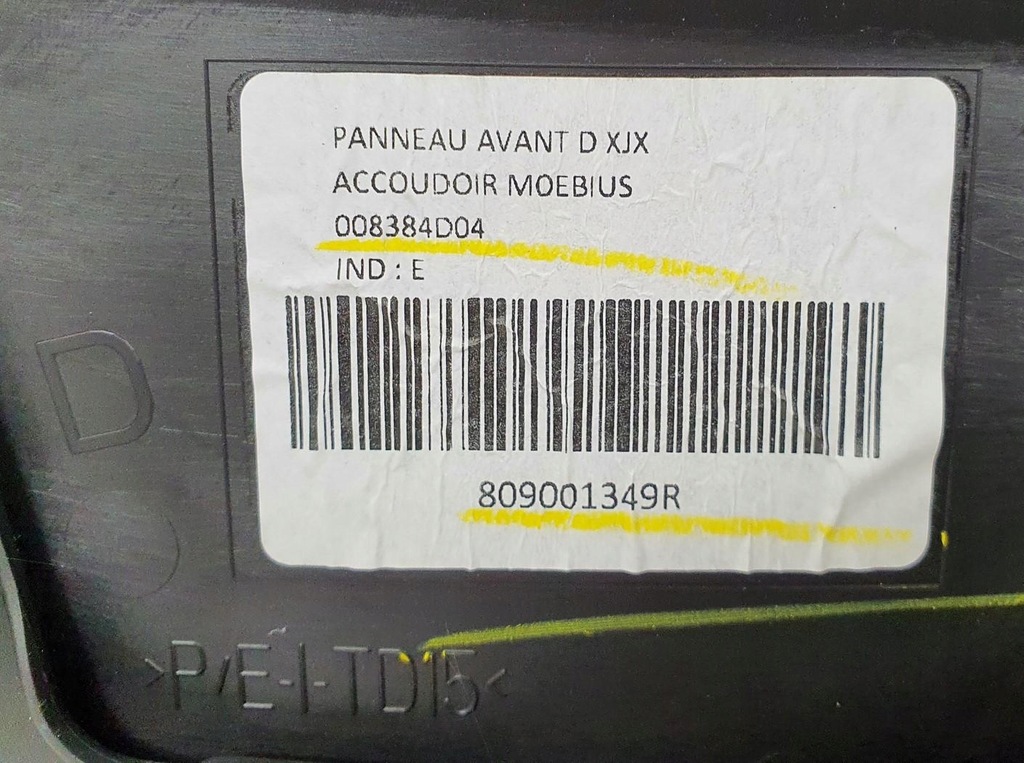 PANNEAU AVANT D XJX
ACCOUDOIR MOEBIUS
008384D04
IND : E
809001349R
D
>P/E-I-TD15<